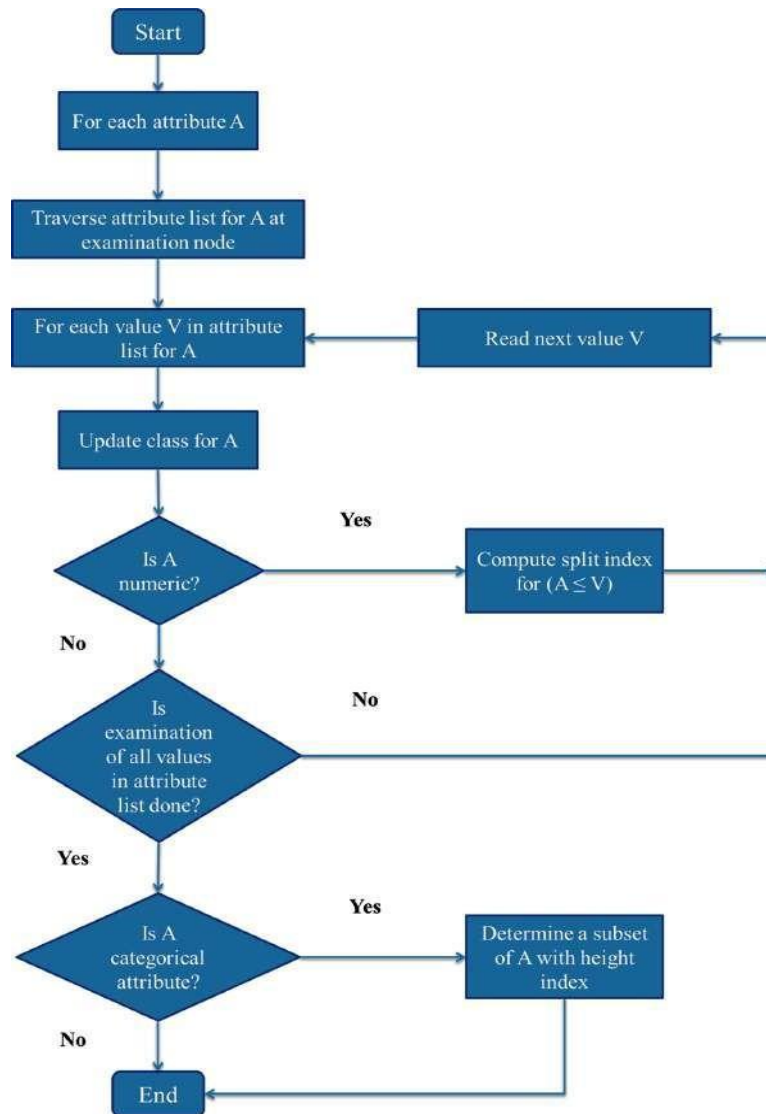 Start
For each attribute A
Traverse attribute list for A at
examination node
For each value V in attribute
list for A
Read next value V
Update class for A
Is A
numeric?
Yes
Compute split index
for (A ≤ V)
No
Is
examination
of all values
in attribute
list done?
No
Yes
Is A
categorical
attribute?
Yes
Determine a subset
of A with height
index
No
End